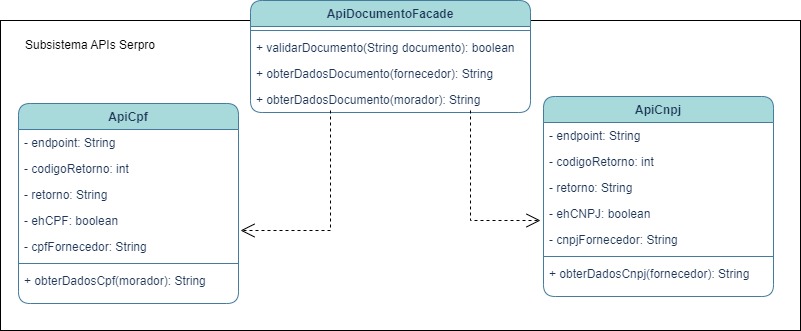 ApiDocumentoFacade
+ validarDocumento(String documento): boolean
+ obterDadosDocumento(fornecedor): String
+ obterDadosDocumento(morador): String
Subsistema APIs Serpro
ApiCpf
- endpoint: String
- codigoRetorno: int
- retorno: String
- ehCPF: boolean
- cpfFornecedor: String
+ obterDadosCpf(morador): String
ApiCnpj
- endpoint: String
- codigoRetorno: int
- retorno: String
- ehCNPJ: boolean
- cnpjFornecedor: String
+ obterDadosCnpj(fornecedor): String